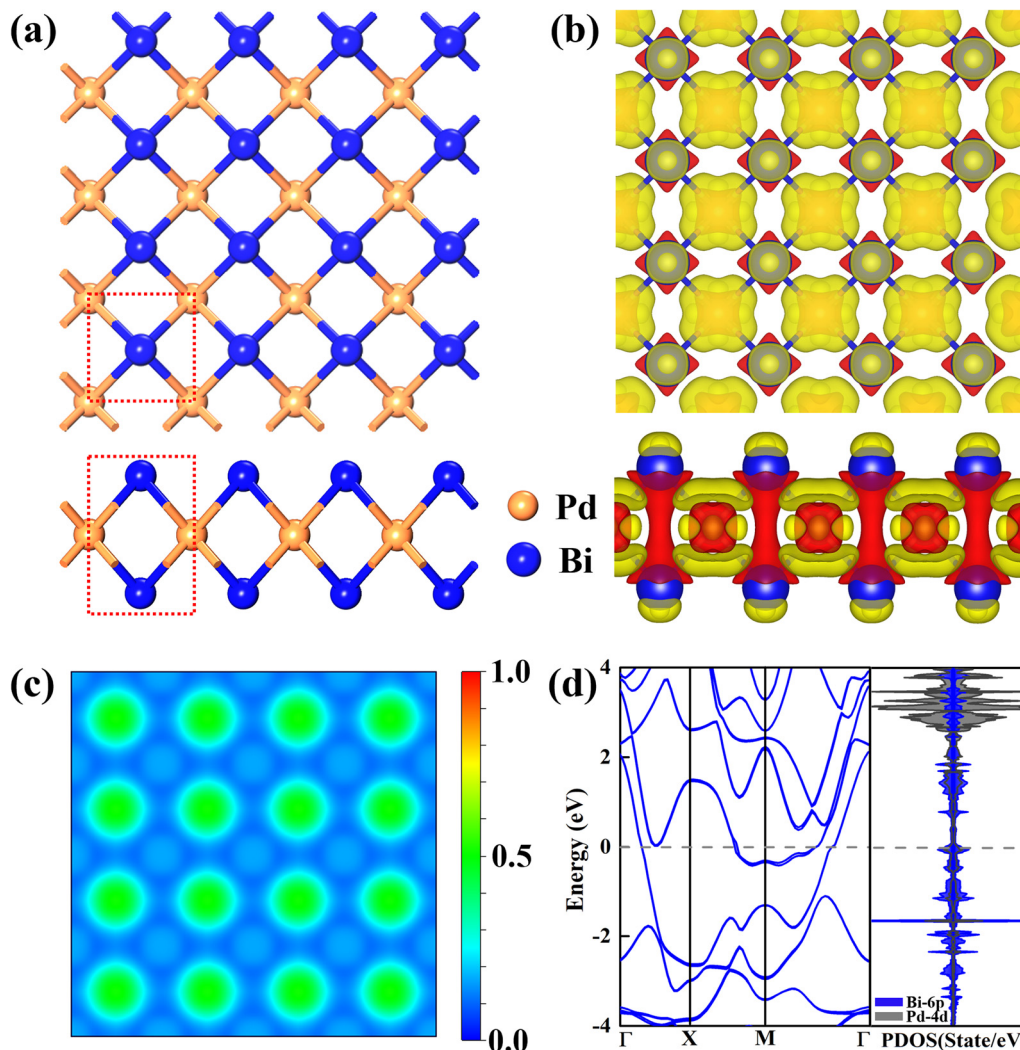 (a)
(b)
Pd
Bi
(c)
1.0
0.5
0.0
(d)
4
2
0
-2
-4
Energy (eV)
Γ X M Γ
Bi-6p
Pd-4d
PDOS(State/eV